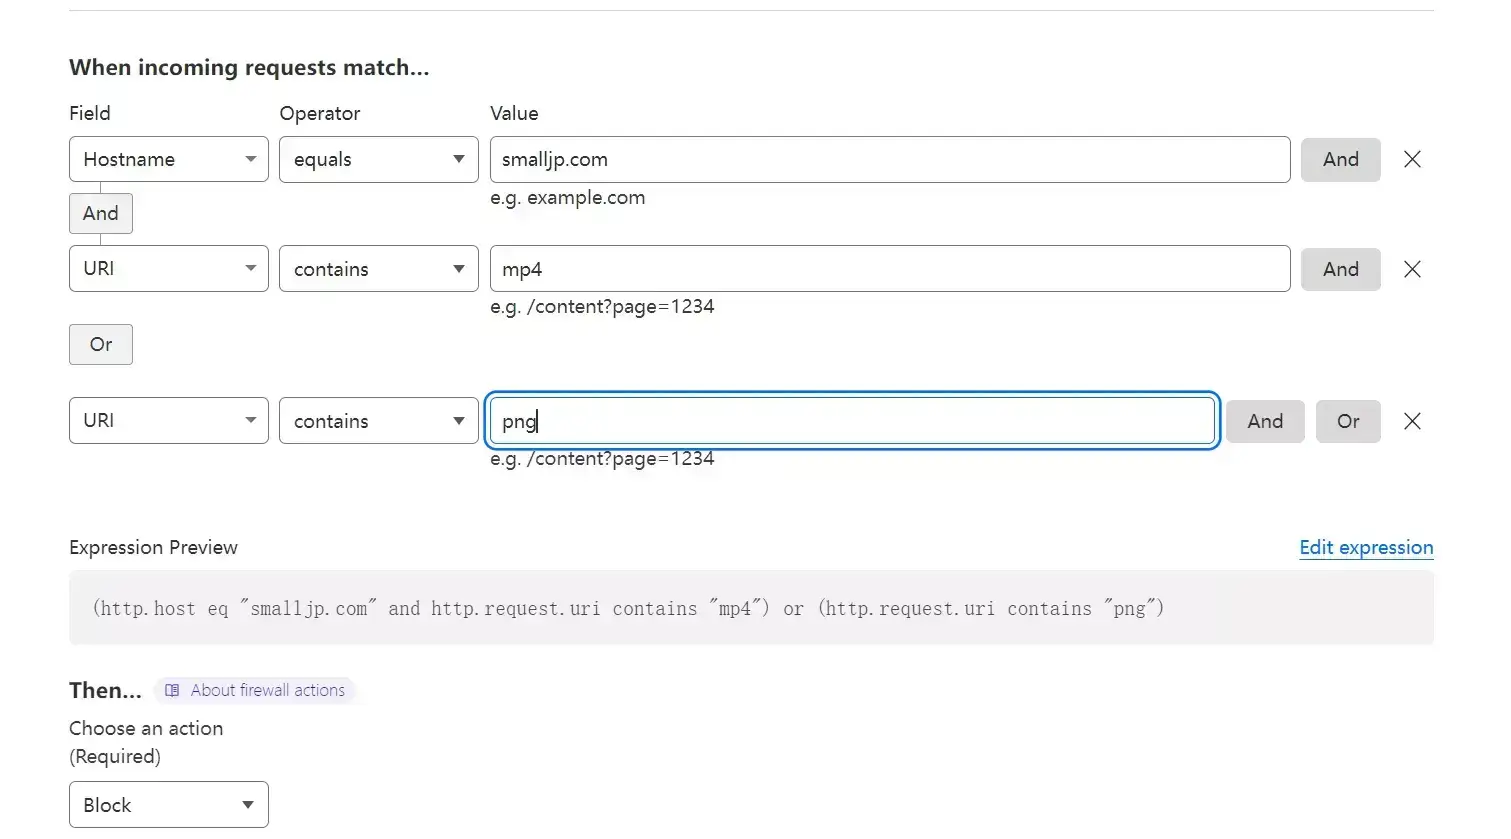 When incoming requests match...
Field Operator Value
Hostname equals smalljp.com And
e.g. example.com
And
URI contains mp4 And
e.g. /content?page=1234
Or
URI contains png And Or
e.g. /content?page=1234
Expression Preview Edit expression
(http.host eq "smalljp.com" and http.request.uri contains "mp4") or (http.request.uri contains "png")
Then... About firewall actions
Choose an action
(Required)
Block